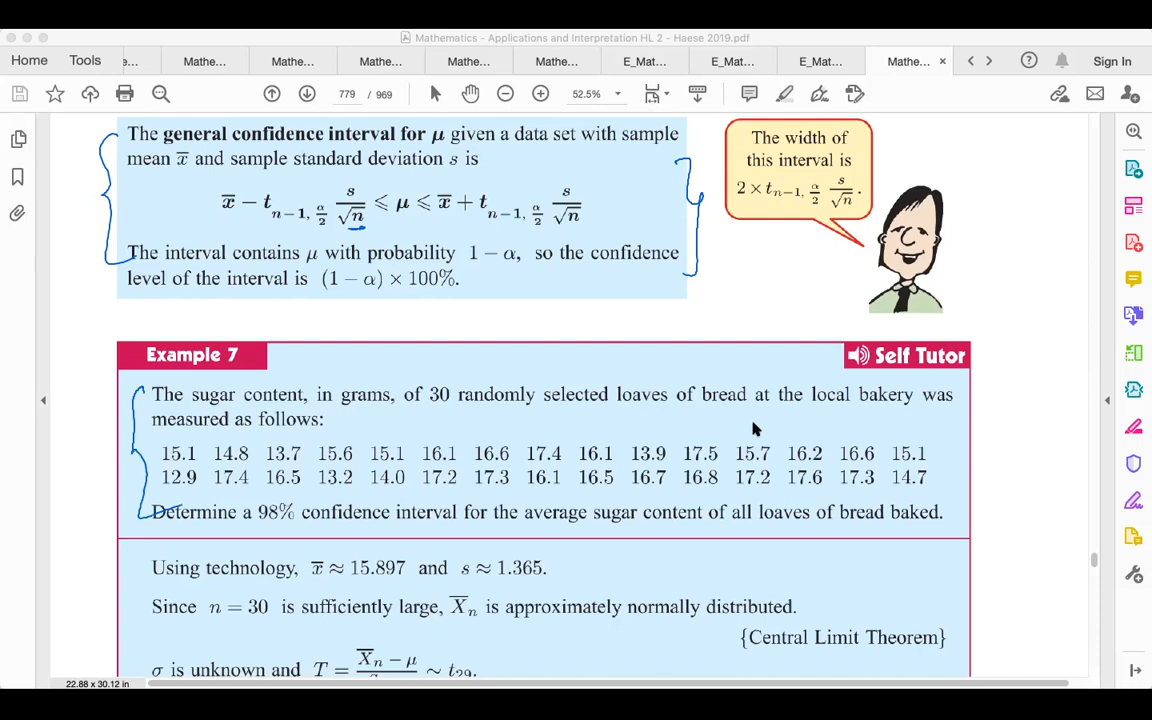 Mathematics - Applications and Interpretation HL 2 - Haese 2019.pdf
Home Tools e... Mathe... Mathe... Mathe... Mathe... Mathe... E_Mat... E_Mat... E_Mat... Mathe... × Sign In
779 / 969 52.5%
The general confidence interval for μ given a data set with sample
mean x̅ and sample standard deviation s is
x̅ − t n−1, α/2 s/√n ⩽ μ ⩽ x̅ + t n−1, α/2 s/√n
The interval contains μ with probability 1 − α, so the confidence
level of the interval is (1 − α) × 100%.
The width of
this interval is
2 × t n−1, α/2 s/√n.
Example 7
Self Tutor
The sugar content, in grams, of 30 randomly selected loaves of bread at the local bakery was
measured as follows:
15.1 14.8 13.7 15.6 15.1 16.1 16.6 17.4 16.1 13.9 17.5 15.7 16.2 16.6 15.1
12.9 17.4 16.5 13.2 14.0 17.2 17.3 16.1 16.5 16.7 16.8 17.2 17.6 17.3 14.7
Determine a 98% confidence interval for the average sugar content of all loaves of bread baked.
Using technology, x̅ ≈ 15.897 and s ≈ 1.365.
Since n = 30 is sufficiently large, X̅n is approximately normally distributed.
{Central Limit Theorem}
σ is unknown and T = X̅n − μ ∼ t29.
22.88 x 30.12 in